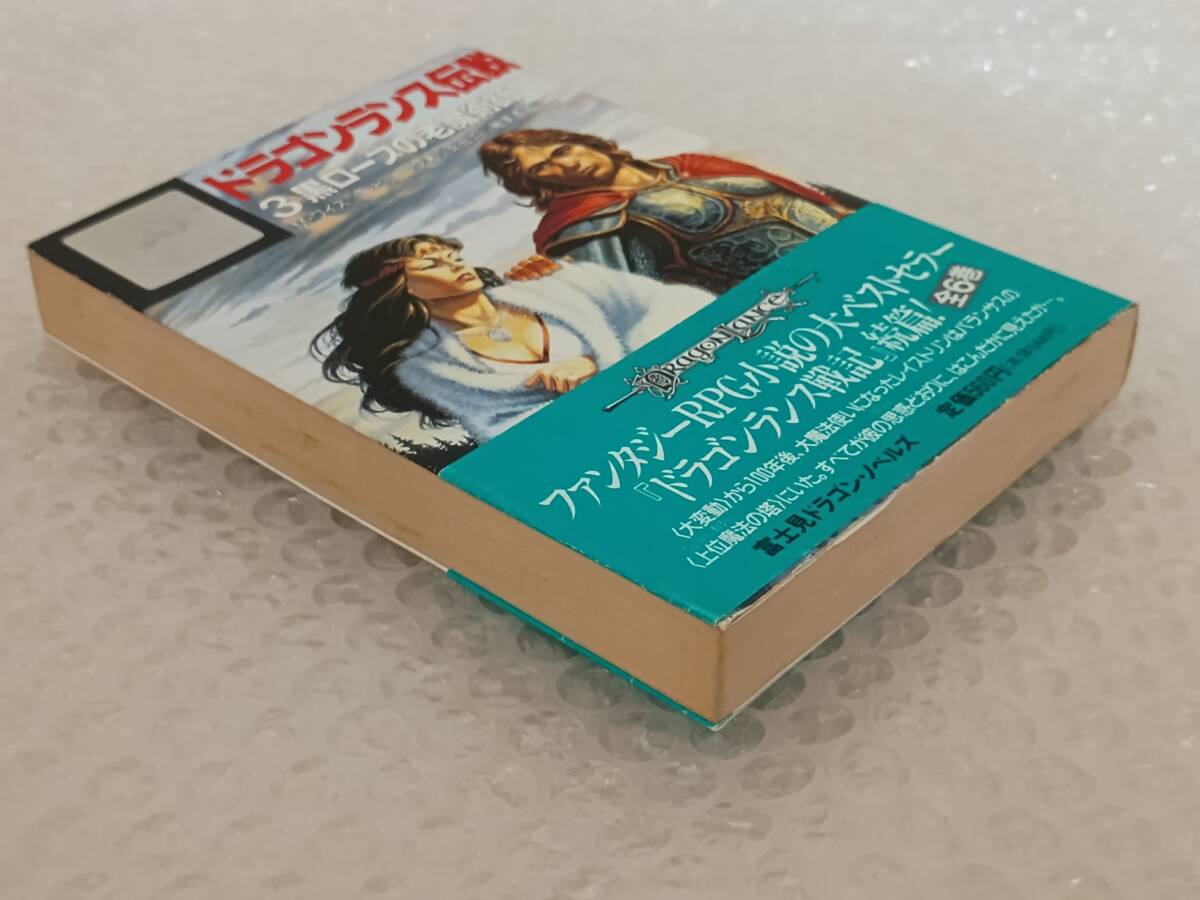 ドラゴンランス伝説
3 黒ローブの老魔術師
DRAGONLANCE
ファンタジーRPG小説の大ベストセラー
『ドラゴンランス戦記』続篇! 全6巻
〈大変動〉から100年後、大魔法使いになったレイストリンはパランサスの
〈上位魔法の塔〉にいた。すべてが彼の思惑どおりに、はこんだかに見えたが…。
富士見ドラゴン・ノベルズ
定価560円